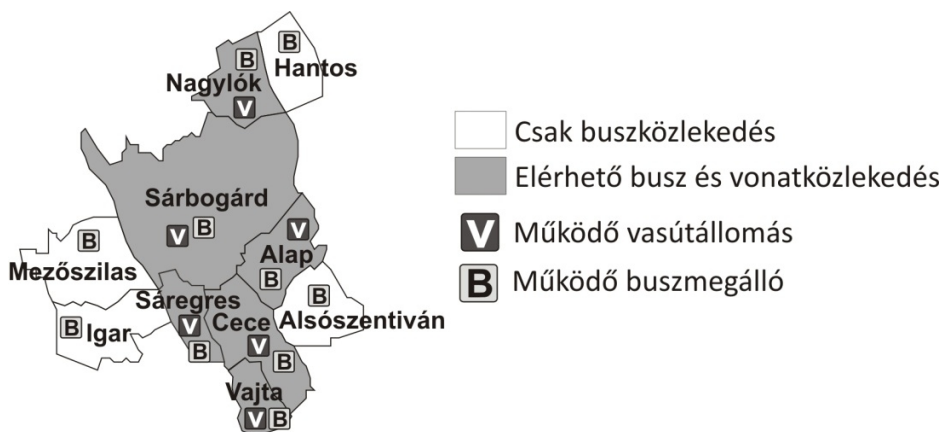 B
Hantos
B
Nagylók
V
Sárbogárd
V B
V
Alap
B
B
Mezőszilas
B
Alsószentiván
Sáregres
V
B
B Igar
Cece
V
B
Vajta
V B
Csak buszközlekedés
Elérhető busz és vonatközlekedés
V Működő vasútállomás
B Működő buszmegálló